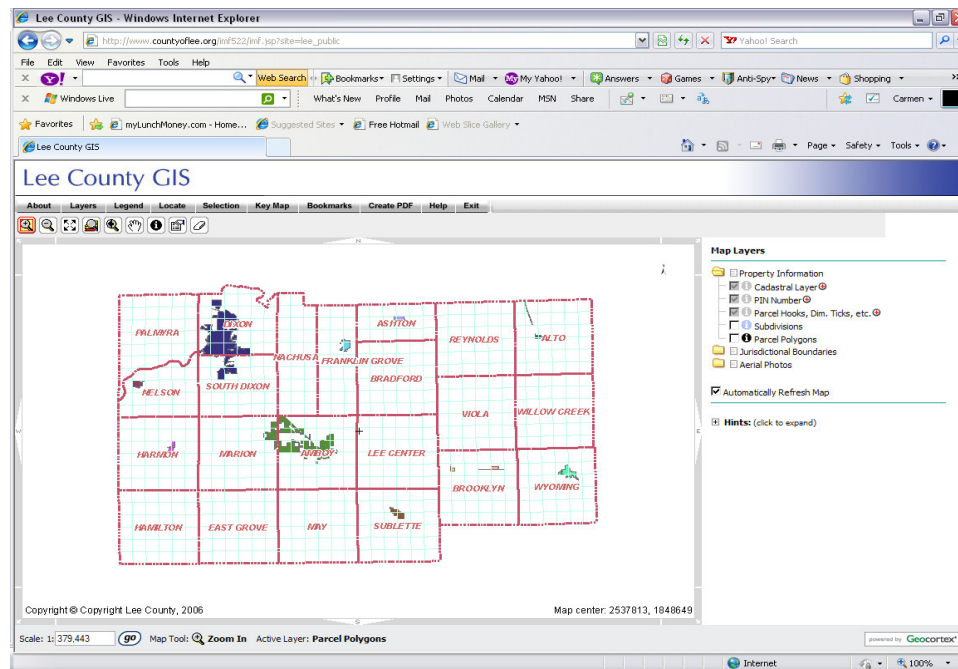 Lee County GIS - Windows Internet Explorer
http://www.countyoflee.org/imf522/imf.jsp?site=lee_public
Yahoo! Search
File Edit View Favorites Tools Help
X Y! Web Search Bookmarks Settings Mail My Yahoo! Answers Games Anti-Spy News Shopping »
X Windows Live What's New Profile Mail Photos Calendar MSN Share Carmen
Favorites myLunchMoney.com - Home... Suggested Sites Free Hotmail Web Slice Gallery
Lee County GIS Page Safety Tools
Lee County GIS
About Layers Legend Locate Selection Key Map Bookmarks Create PDF Help Exit
N
Map Layers
Property Information
Cadastral Layer
PIN Number
Parcel Hooks, Dim. Ticks, etc.
Subdivisions
Parcel Polygons
Jurisdictional Boundaries
Aerial Photos
Automatically Refresh Map
Hints: (click to expand)
PALMYRA DIXON ASHTON
NACHUSA FRANKLIN GROVE REYNOLDS ALTO
NELSON SOUTH DIXON BRADFORD
VIOLA WILLOW CREEK
W E
HARMON MARION AMBOY LEE CENTER
BROOKLYN WYOMING
HAMILTON EAST GROVE MAY SUBLETTE
Copyright © Copyright Lee County, 2006 Map center: 2537813, 1848649
S
Scale: 1: 379,443 go Map Tool: Zoom In Active Layer: Parcel Polygons
powered by Geocortex
Internet 100%